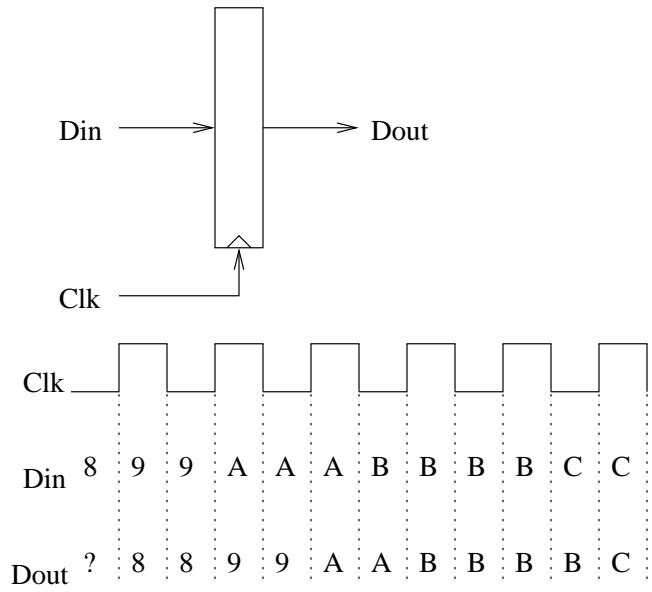 Din Dout
Clk
Clk
Din 8 9 9 A A A B B B B C C
Dout ? 8 8 9 9 A A B B B B C